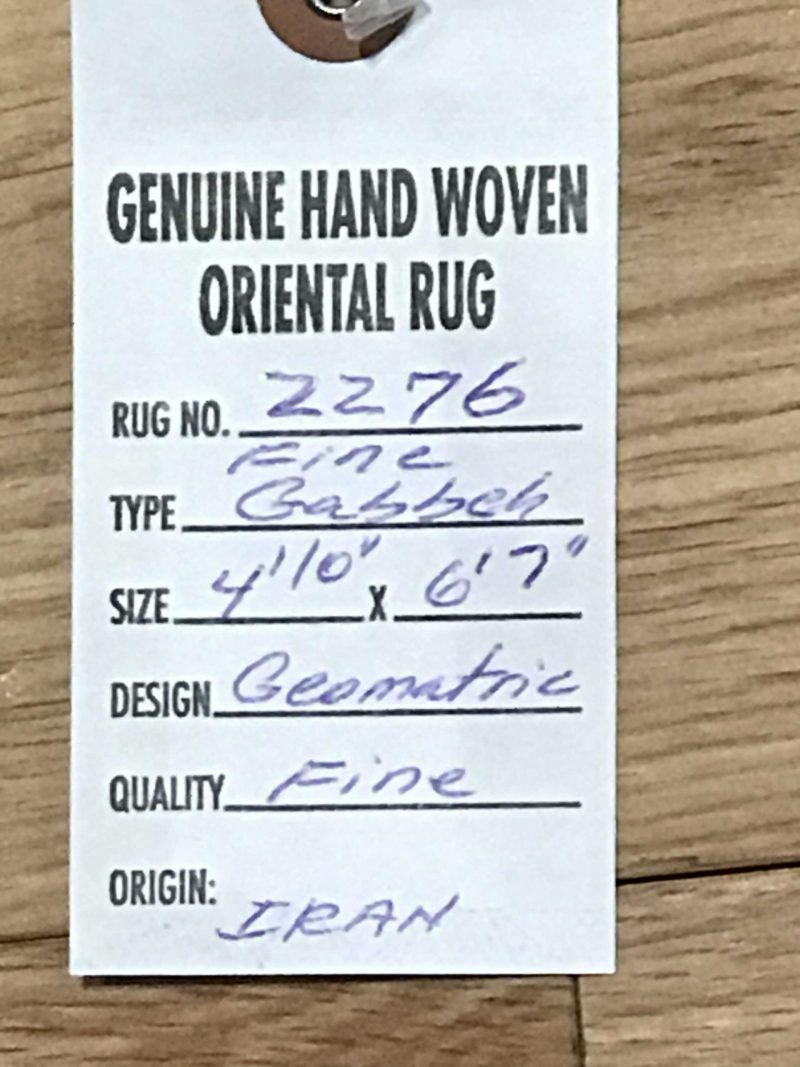 GENUINE HAND WOVEN
ORIENTAL RUG
RUG NO. 2276
Fine
TYPE Gabbeh
SIZE 4'10" X 6'7"
DESIGN Geomatric
QUALITY Fine
ORIGIN:
IRAN